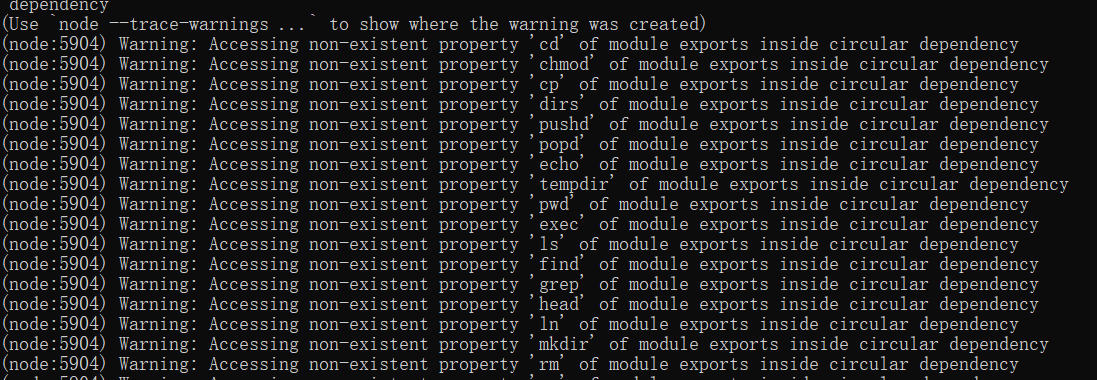 dependency
(Use `node --trace-warnings ...` to show where the warning was created)
(node:5904) Warning: Accessing non-existent property 'cd' of module exports inside circular dependency
(node:5904) Warning: Accessing non-existent property 'chmod' of module exports inside circular dependency
(node:5904) Warning: Accessing non-existent property 'cp' of module exports inside circular dependency
(node:5904) Warning: Accessing non-existent property 'dirs' of module exports inside circular dependency
(node:5904) Warning: Accessing non-existent property 'pushd' of module exports inside circular dependency
(node:5904) Warning: Accessing non-existent property 'popd' of module exports inside circular dependency
(node:5904) Warning: Accessing non-existent property 'echo' of module exports inside circular dependency
(node:5904) Warning: Accessing non-existent property 'tempdir' of module exports inside circular dependency
(node:5904) Warning: Accessing non-existent property 'pwd' of module exports inside circular dependency
(node:5904) Warning: Accessing non-existent property 'exec' of module exports inside circular dependency
(node:5904) Warning: Accessing non-existent property 'ls' of module exports inside circular dependency
(node:5904) Warning: Accessing non-existent property 'find' of module exports inside circular dependency
(node:5904) Warning: Accessing non-existent property 'grep' of module exports inside circular dependency
(node:5904) Warning: Accessing non-existent property 'head' of module exports inside circular dependency
(node:5904) Warning: Accessing non-existent property 'ln' of module exports inside circular dependency
(node:5904) Warning: Accessing non-existent property 'mkdir' of module exports inside circular dependency
(node:5904) Warning: Accessing non-existent property 'rm' of module exports inside circular dependency